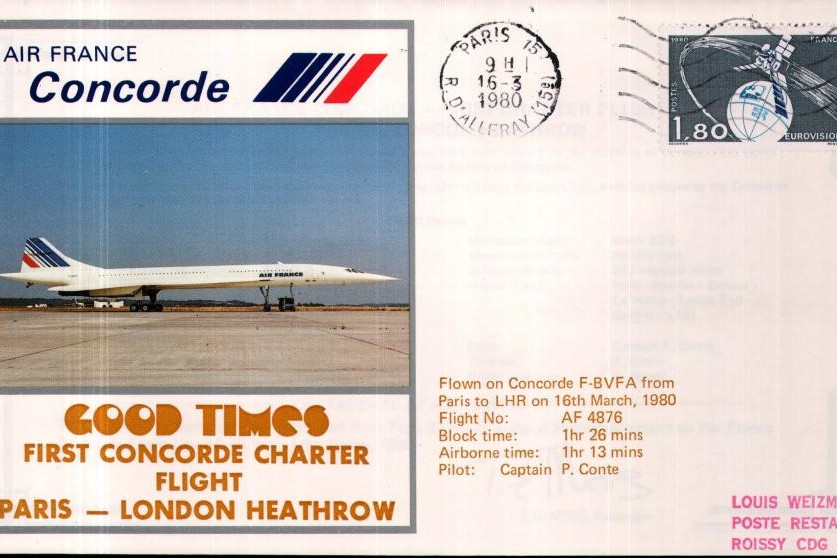 AIR FRANCE
Concorde
AIR FRANCE
GOOD TIMES
FIRST CONCORDE CHARTER
FLIGHT
PARIS — LONDON HEATHROW
PARIS 15
9 H
16-3
1980
R. D'ALLERAY (15e)
1980
FRANC
POSTES
1,80
EUROVISION
Flown on Concorde F-BVFA from
Paris to LHR on 16th March, 1980
Flight No: AF 4876
Block time: 1hr 26 mins
Airborne time: 1hr 13 mins
Pilot: Captain P. Conte
LOUIS WEIZM
POSTE RESTA
ROISSY CDG